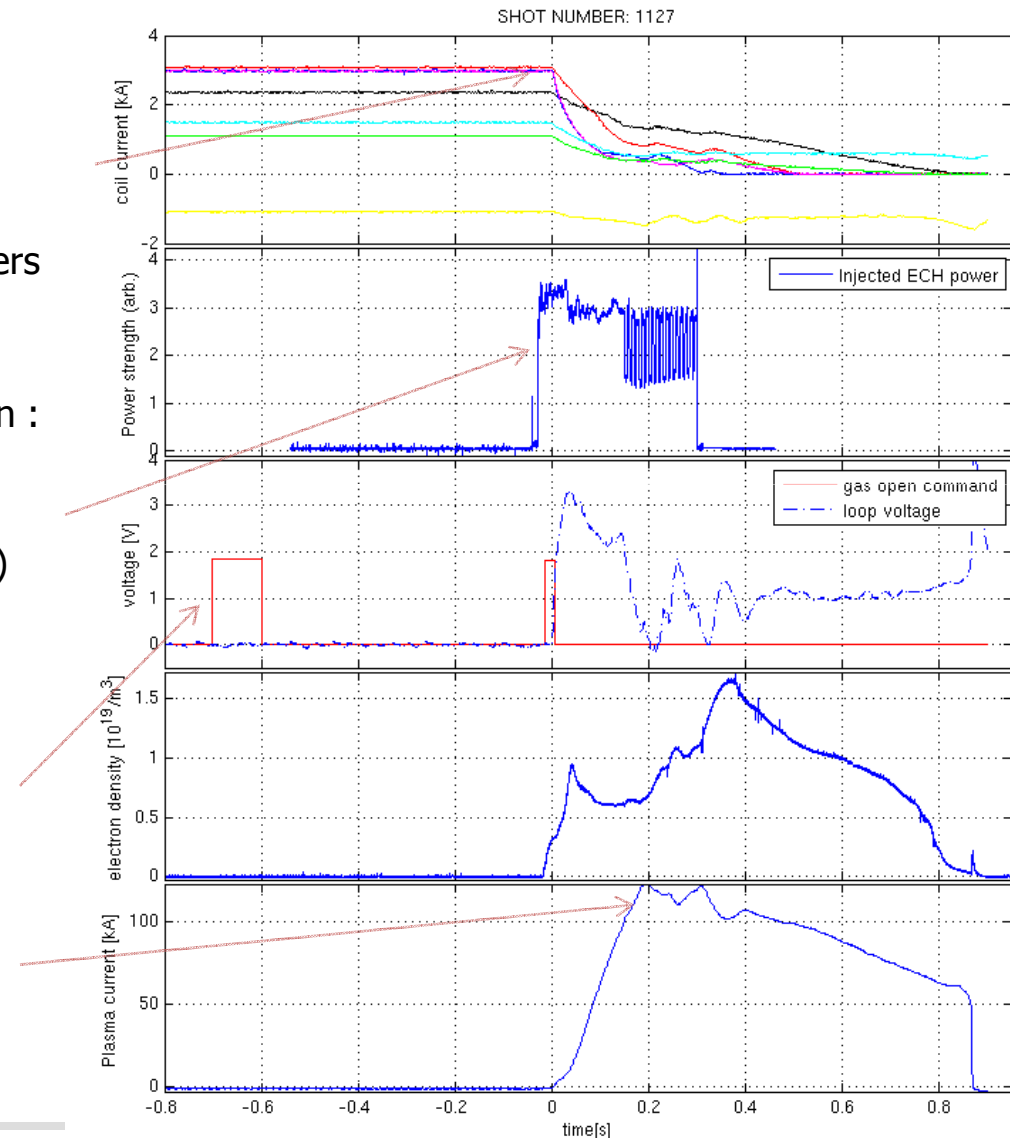 SHOT NUMBER: 1127
4
2
0
-2
coil current [kA]
ers
4
3
2
1
0
Power strength (arb.)
Injected ECH power
n :
4
3
2
1
0
voltage [V]
gas open command
loop voltage
)
1.5
1
0.5
0
electron density [10^19/m^3]
100
50
0
Plasma current [kA]
-0.8 -0.6 -0.4 -0.2 0 0.2 0.4 0.6 0.8
time[s]